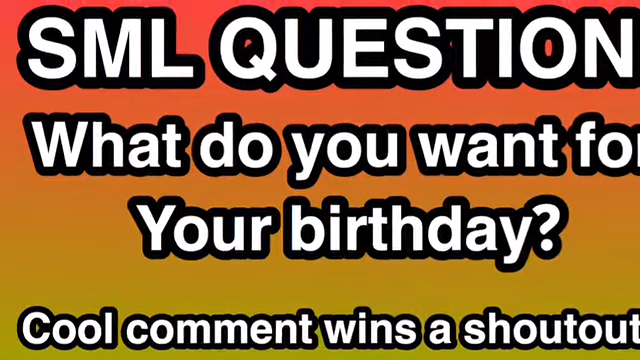 SML QUESTION
What do you want for
Your birthday?
Cool comment wins a shoutout